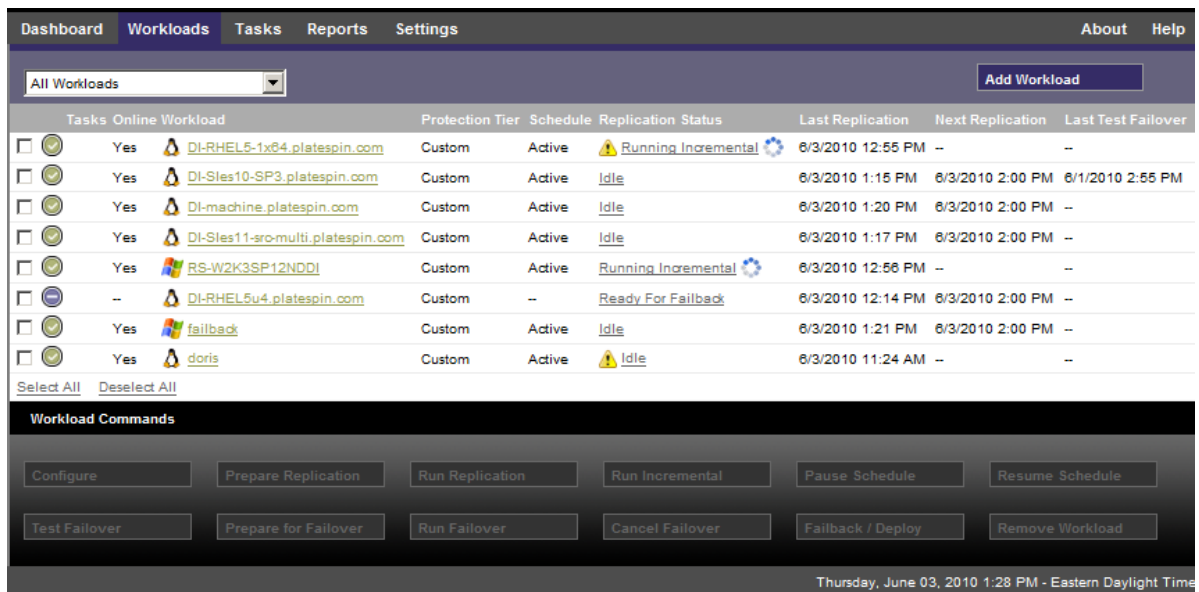 Dashboard Workloads Tasks Reports Settings About Help
All Workloads Add Workload
Tasks Online Workload Protection Tier Schedule Replication Status Last Replication Next Replication Last Test Failover
Yes DI-RHEL5-1x64.platespin.com Custom Active Running Incremental 6/3/2010 12:55 PM -- --
Yes DI-Sles10-SP3.platespin.com Custom Active Idle 6/3/2010 1:15 PM 6/3/2010 2:00 PM 6/1/2010 2:55 PM
Yes DI-machine.platespin.com Custom Active Idle 6/3/2010 1:20 PM 6/3/2010 2:00 PM --
Yes DI-Sles11-src-multi.platespin.com Custom Active Idle 6/3/2010 1:17 PM 6/3/2010 2:00 PM --
Yes RS-W2K3SP12NDDI Custom Active Running Incremental 6/3/2010 12:56 PM -- --
-- DI-RHEL5u4.platespin.com Custom -- Ready For Failback 6/3/2010 12:14 PM 6/3/2010 2:00 PM --
Yes failback Custom Active Idle 6/3/2010 1:21 PM 6/3/2010 2:00 PM --
Yes doris Custom Active Idle 6/3/2010 11:24 AM -- --
Select All Deselect All
Workload Commands
Configure Prepare Replication Run Replication Run Incremental Pause Schedule Resume Schedule
Test Failover Prepare for Failover Run Failover Cancel Failover Failback / Deploy Remove Workload
Thursday, June 03, 2010 1:28 PM - Eastern Daylight Time